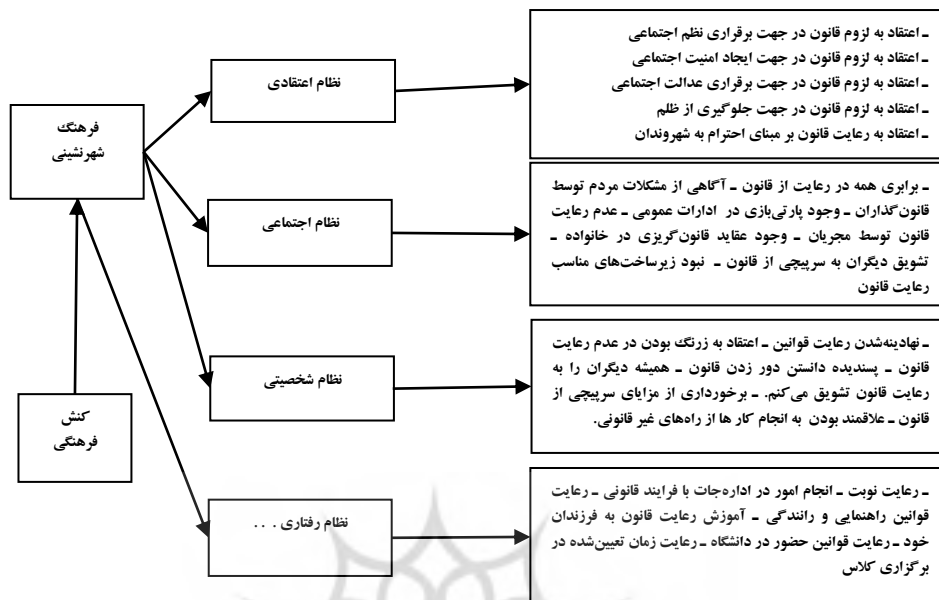 ـ اعتقاد به لزوم قانون در جهت برقراری نظم اجتماعی
ـ اعتقاد به لزوم قانون در جهت ایجاد امنیت اجتماعی
ـ اعتقاد به لزوم قانون در جهت برقراری عدالت اجتماعی
ـ اعتقاد به لزوم قانون در جهت جلوگیری از ظلم
ـ اعتقاد به رعایت قانون بر مبنای احترام به شهروندان
نظام اعتقادی
فرهنگ
شهرنشینی
ـ برابری همه در رعایت از قانون ـ آگاهی از مشکلات مردم توسط
قانون‌گذاران ـ وجود پارتی‌بازی در ادارات عمومی ـ عدم رعایت
قانون توسط مجریان ـ وجود عقاید قانون‌گریزی در خانواده ـ
تشویق دیگران به سرپیچی از قانون ـ نبود زیرساخت‌های مناسب
رعایت قانون
نظام اجتماعی
ـ نهادینه‌شدن رعایت قوانین ـ اعتقاد به زرنگ بودن در عدم رعایت
قانون ـ پسندیده دانستن دور زدن قانون ـ همیشه دیگران را به
رعایت قانون تشویق می‌کنم. ـ برخورداری از مزایای سرپیچی از
قانون ـ علاقمند بودن به انجام کار ها از راه‌های غیر قانونی.
نظام شخصیتی
کنش
فرهنگی
ـ رعایت نوبت ـ انجام امور در اداره‌جات با فرایند قانونی ـ رعایت
قوانین راهنمایی و رانندگی ـ آموزش رعایت قانون به فرزندان
خود ـ رعایت قوانین حضور در دانشگاه ـ رعایت زمان تعیین‌شده در
برگزاری کلاس
نظام رفتاری . . .